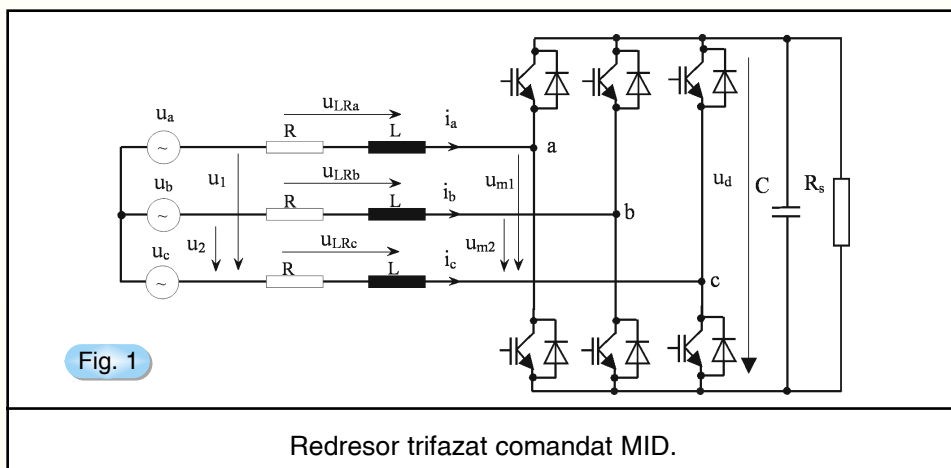 u_a
u_LRa
R
L
i_a
a
u_1
u_m1
u_b
u_LRb
R
L
i_b
b
u_d
C
R_s
u_2
u_m2
u_c
u_LRc
R
L
i_c
c
Fig. 1
Redresor trifazat comandat MID.